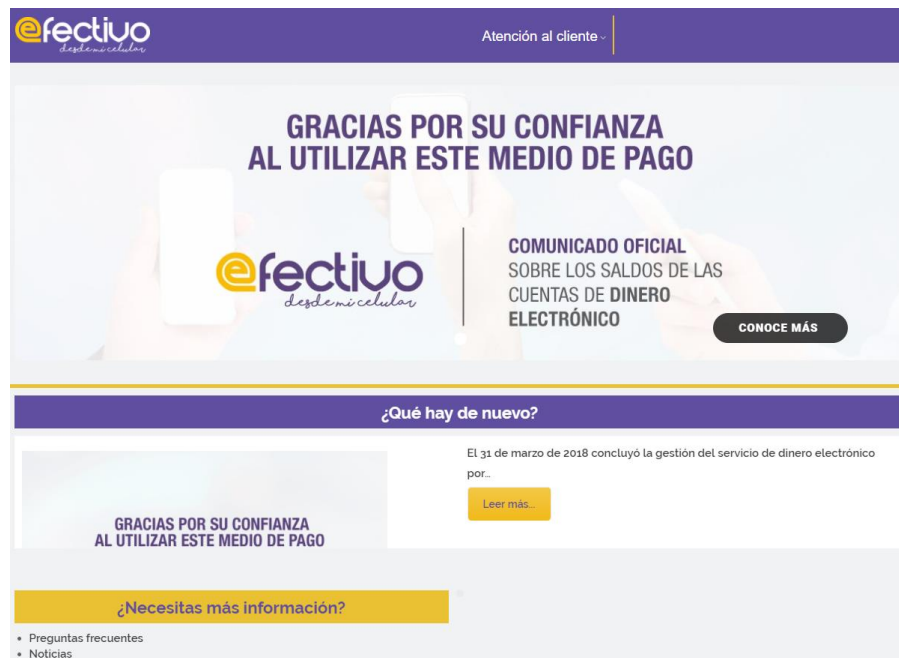 efectivo
desde mi celular
Atención al cliente
GRACIAS POR SU CONFIANZA
AL UTILIZAR ESTE MEDIO DE PAGO
efectivo
desde mi celular
COMUNICADO OFICIAL
SOBRE LOS SALDOS DE LAS
CUENTAS DE DINERO
ELECTRÓNICO
CONOCE MÁS
¿Qué hay de nuevo?
El 31 de marzo de 2018 concluyó la gestión del servicio de dinero electrónico
por...
Leer más...
GRACIAS POR SU CONFIANZA
AL UTILIZAR ESTE MEDIO DE PAGO
¿Necesitas más información?
• Preguntas frecuentes
• Noticias